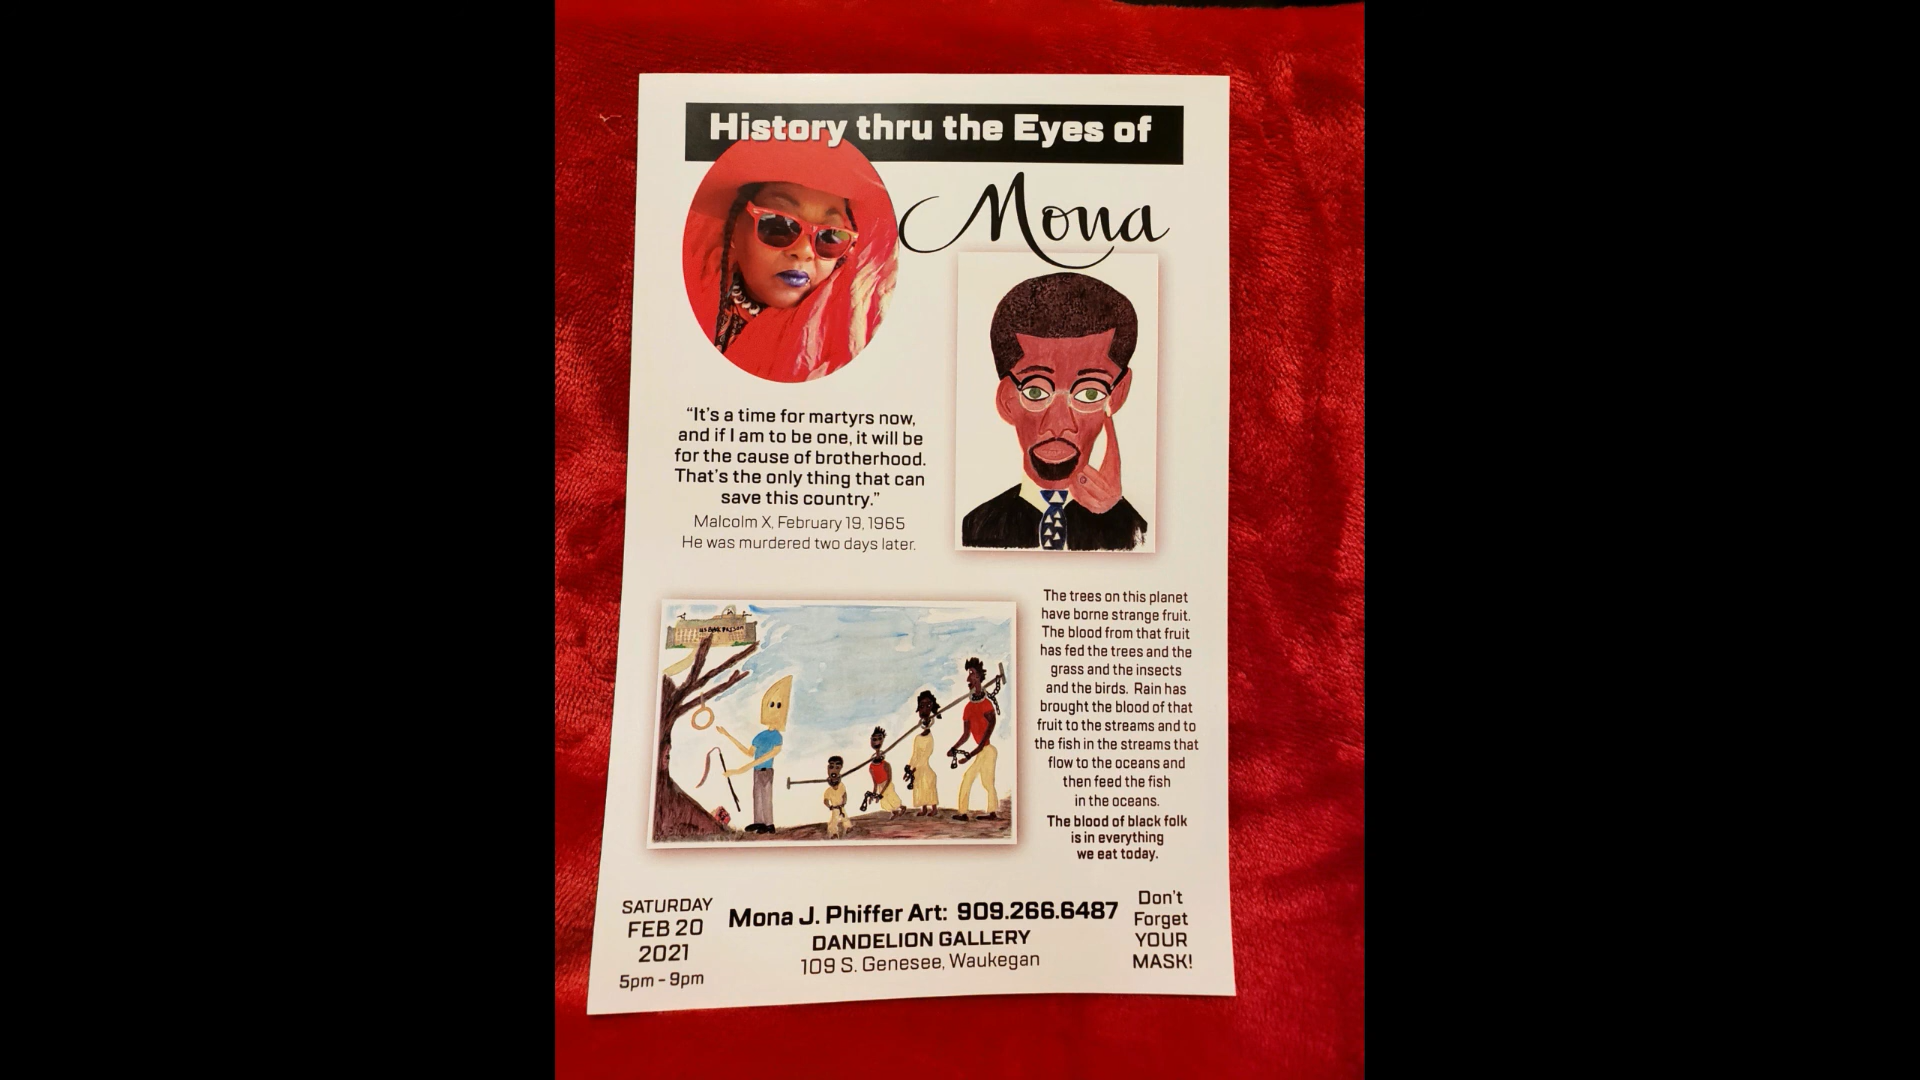 History thru the Eyes of
Mona
“It’s a time for martyrs now,
and if I am to be one, it will be
for the cause of brotherhood.
That’s the only thing that can
save this country.”
Malcolm X, February 19, 1965
He was murdered two days later.
The trees on this planet
have borne strange fruit.
The blood from that fruit
has fed the trees and the
grass and the insects
and the birds. Rain has
brought the blood of that
fruit to the streams and to
the fish in the streams that
flow to the oceans and
then feed the fish
in the oceans.
The blood of black folk
is in everything
we eat today.
SATURDAY
FEB 20
2021
5pm – 9pm
Mona J. Phiffer Art: 909.266.6487
DANDELION GALLERY
109 S. Genesee, Waukegan
Don’t
Forget
YOUR
MASK!